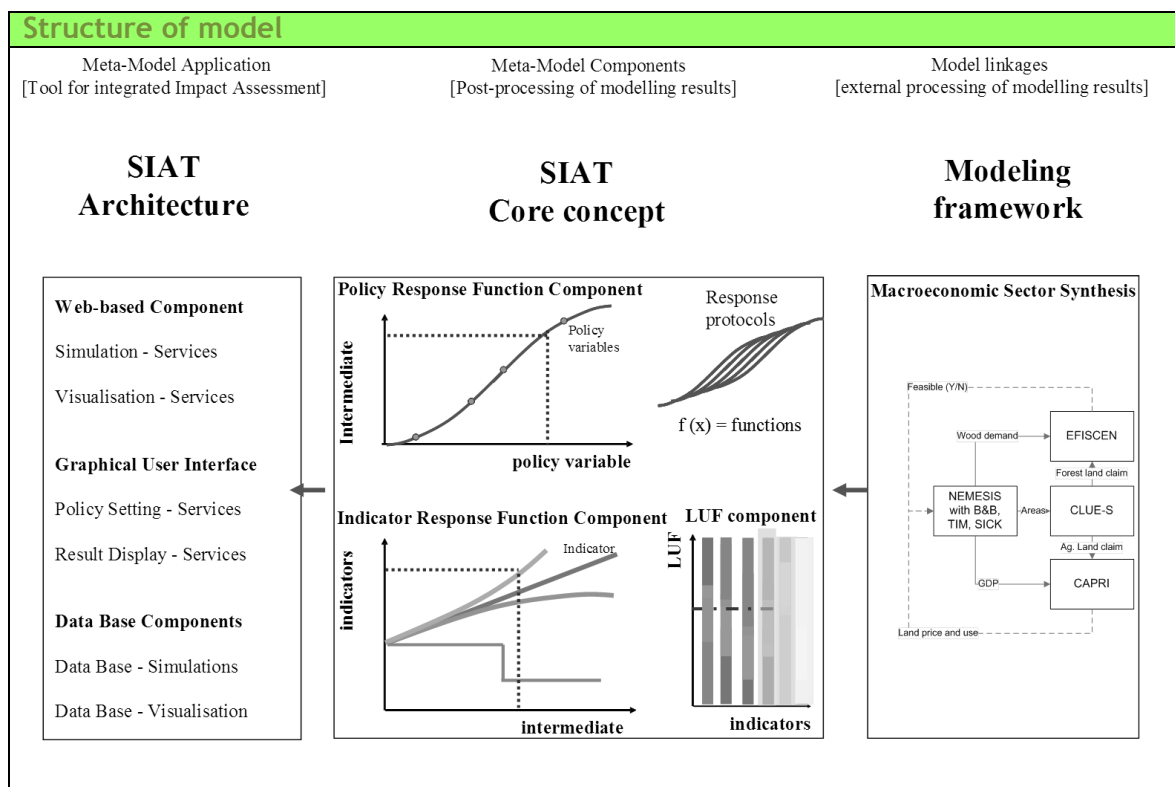 Structure of model
Meta-Model Application
[Tool for integrated Impact Assessment]
Meta-Model Components
[Post-processing of modelling results]
Model linkages
[external processing of modelling results]
SIAT
Architecture
SIAT
Core concept
Modeling
framework
Web-based Component
Simulation - Services
Visualisation - Services
Graphical User Interface
Policy Setting - Services
Result Display - Services
Data Base Components
Data Base - Simulations
Data Base - Visualisation
Policy Response Function Component
Intermediate
Policy
variables
policy variable
Response
protocols
f (x) = functions
Indicator Response Function Component
indicators
Indicator
intermediate
LUF component
LUF
indicators
Macroeconomic Sector Synthesis
Feasible (Y/N)
Wood demand
EFISCEN
Forest land claim
NEMESIS
with B&B,
TIM, SICK
Areas
CLUE-S
Ag. Land claim
GDP
CAPRI
Land price and use